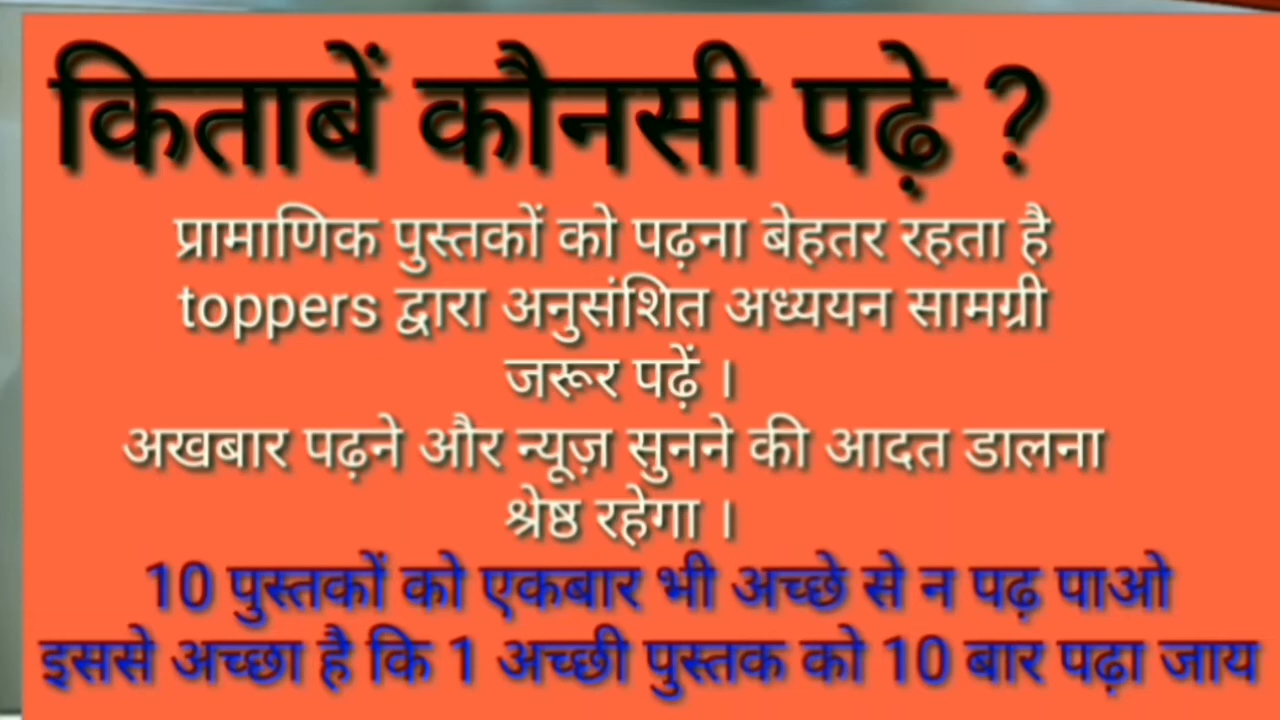 किताबें कौनसी पढ़े ?
प्रामाणिक पुस्तकों को पढ़ना बेहतर रहता है
toppers द्वारा अनुसंशित अध्ययन सामग्री
जरूर पढ़ें ।
अखबार पढ़ने और न्यूज़ सुनने की आदत डालना
श्रेष्ठ रहेगा ।
10 पुस्तकों को एकबार भी अच्छे से न पढ़ पाओ
इससे अच्छा है कि 1 अच्छी पुस्तक को 10 बार पढ़ा जाय